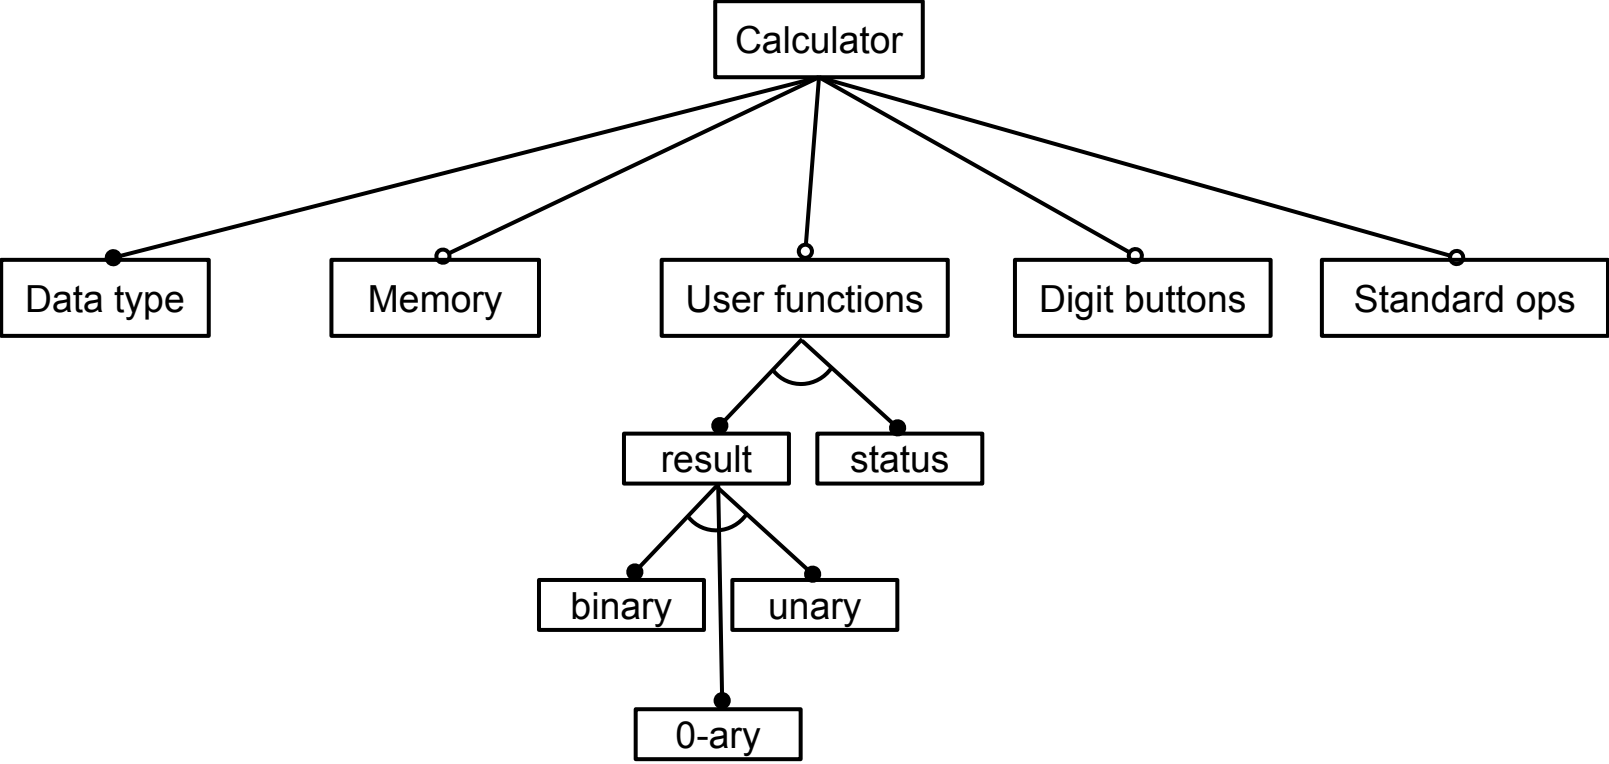 Calculator
Data type
Memory
User functions
Digit buttons
Standard ops
result
status
binary
unary
0-ary